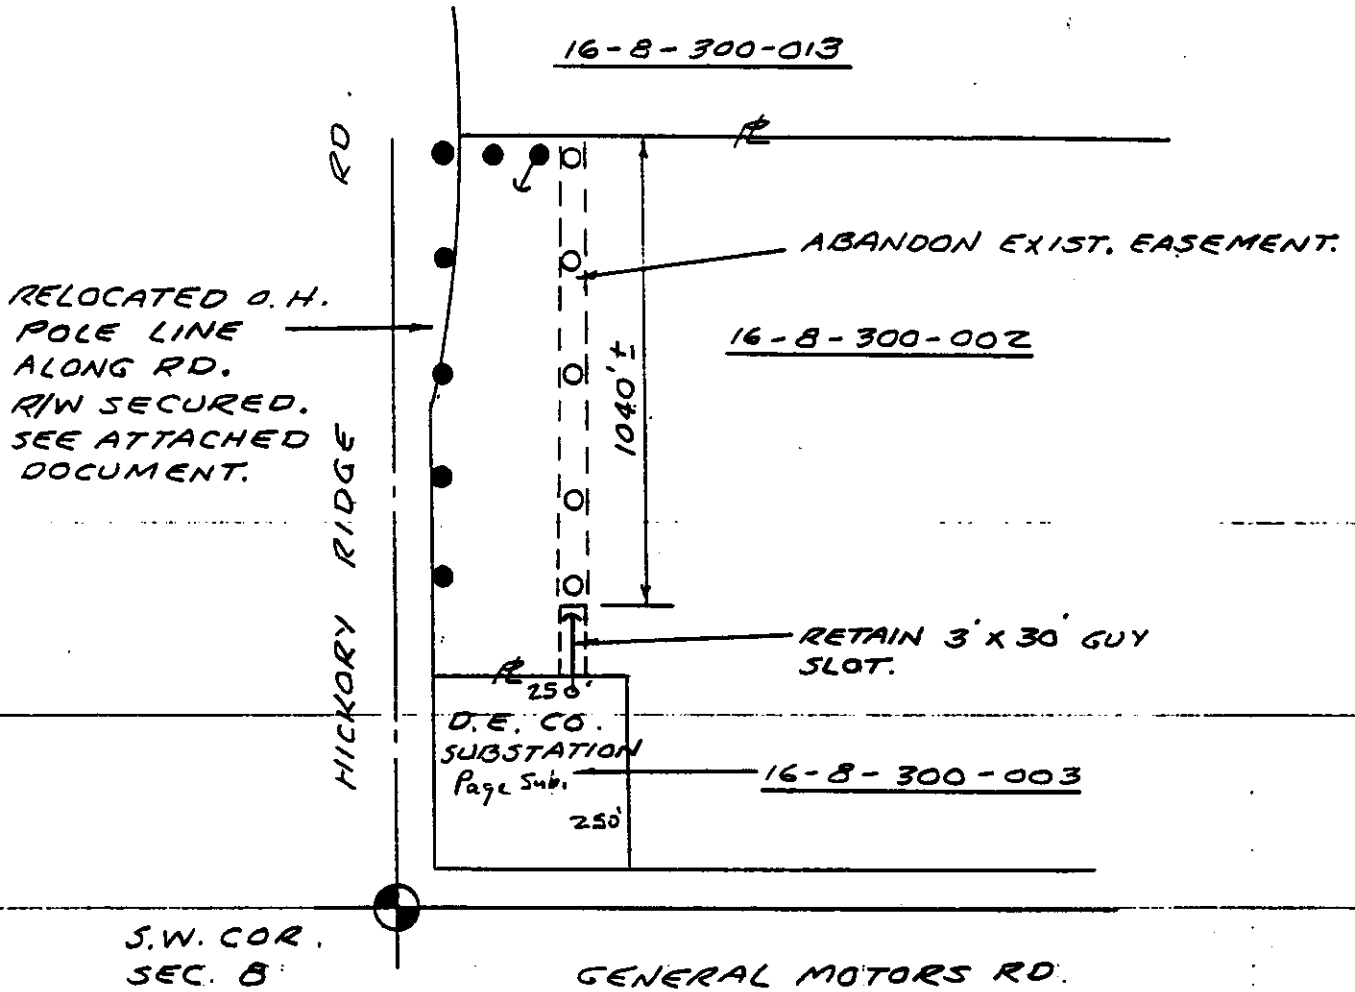 16-8-300-013
RD.
℄
ABANDON EXIST. EASEMENT.
RELOCATED O.H.
POLE LINE
ALONG RD.
R/W SECURED.
SEE ATTACHED
DOCUMENT.
16-8-300-002
1040'±
HICKORY RIDGE
RETAIN 3' X 30' GUY
SLOT.
℄
250'
D.E. CO.
SUBSTATION
Page Sub.
16-8-300-003
250'
S.W. COR.
SEC. 8
GENERAL MOTORS RD.